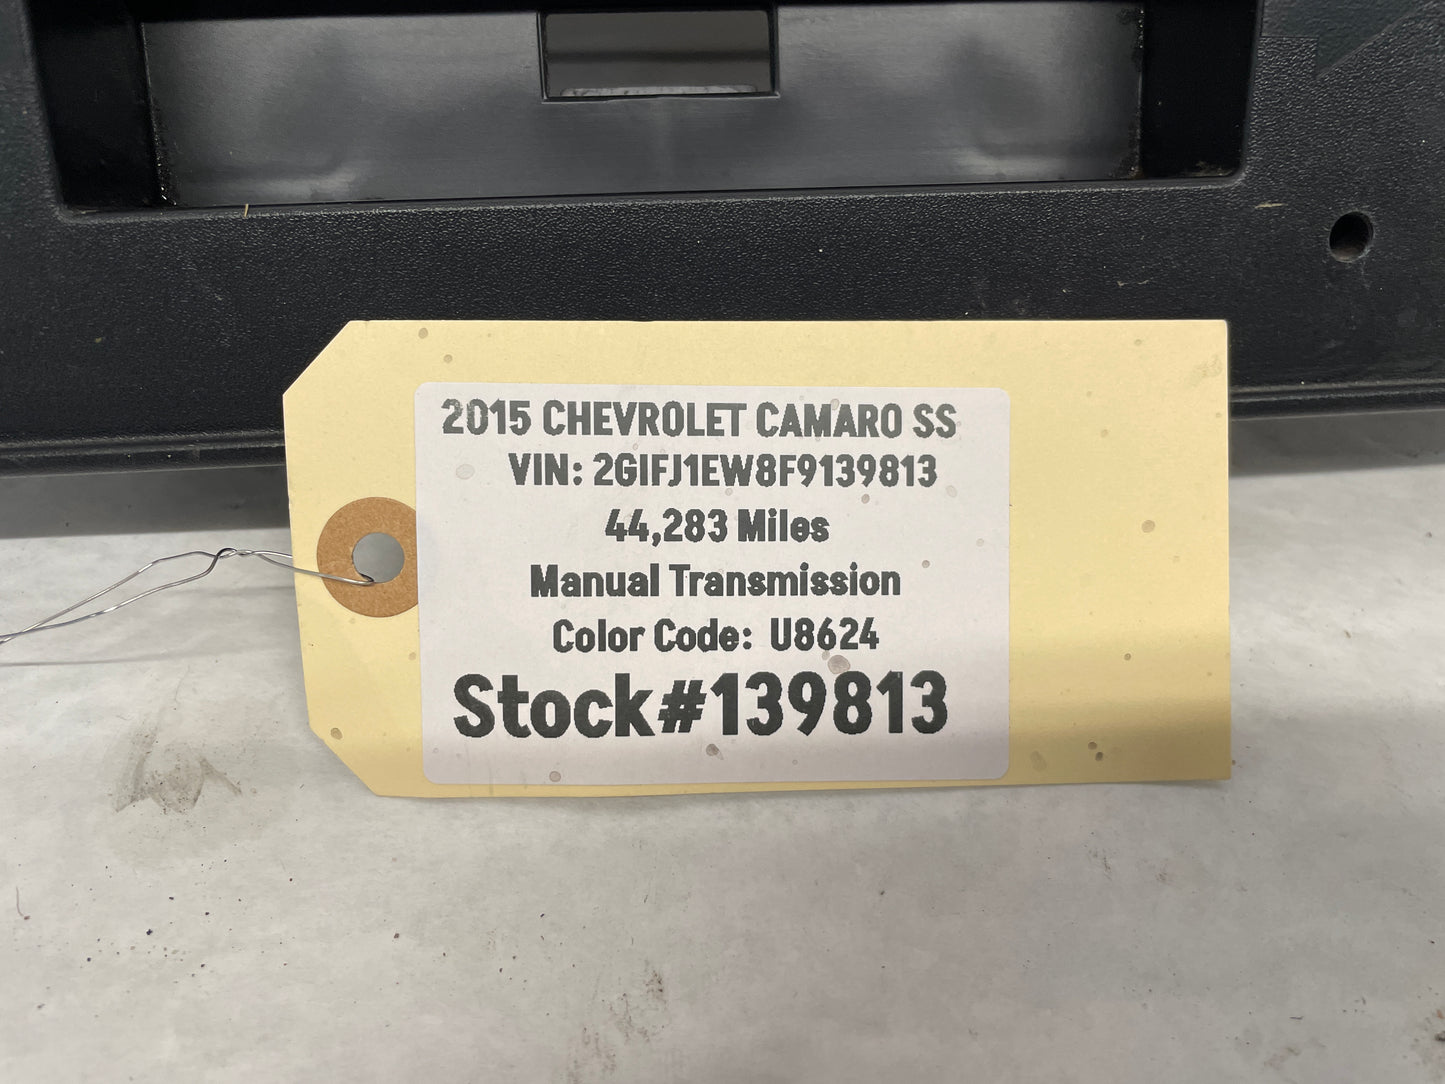 2015 CHEVROLET CAMARO SS
VIN: 2GIFJ1EW8F9139813
44,283 Miles
Manual Transmission
Color Code: U8624
Stock#139813